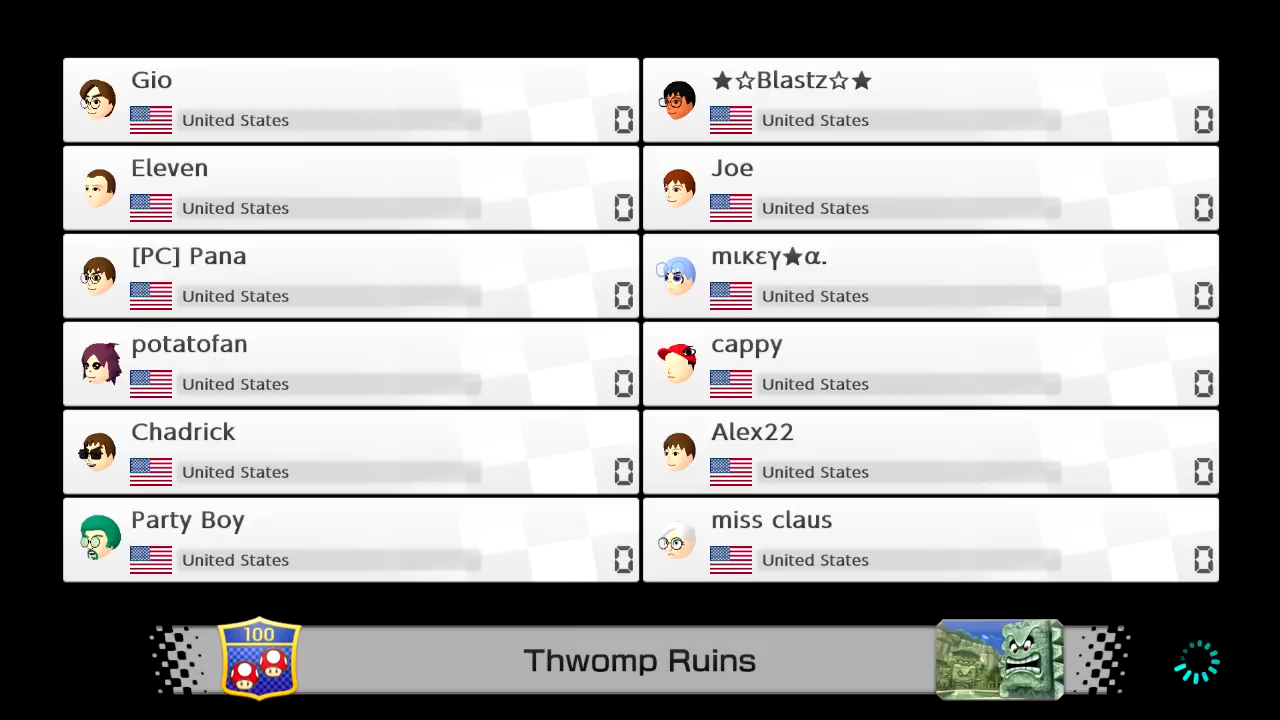 Gio
United States
0
★☆Blastz☆★
United States
0
Eleven
United States
0
Joe
United States
0
[PC] Pana
United States
0
mικεγ★α.
United States
0
potatofan
United States
0
cappy
United States
0
Chadrick
United States
0
Alex22
United States
0
Party Boy
United States
0
miss claus
United States
0
100
Thwomp Ruins